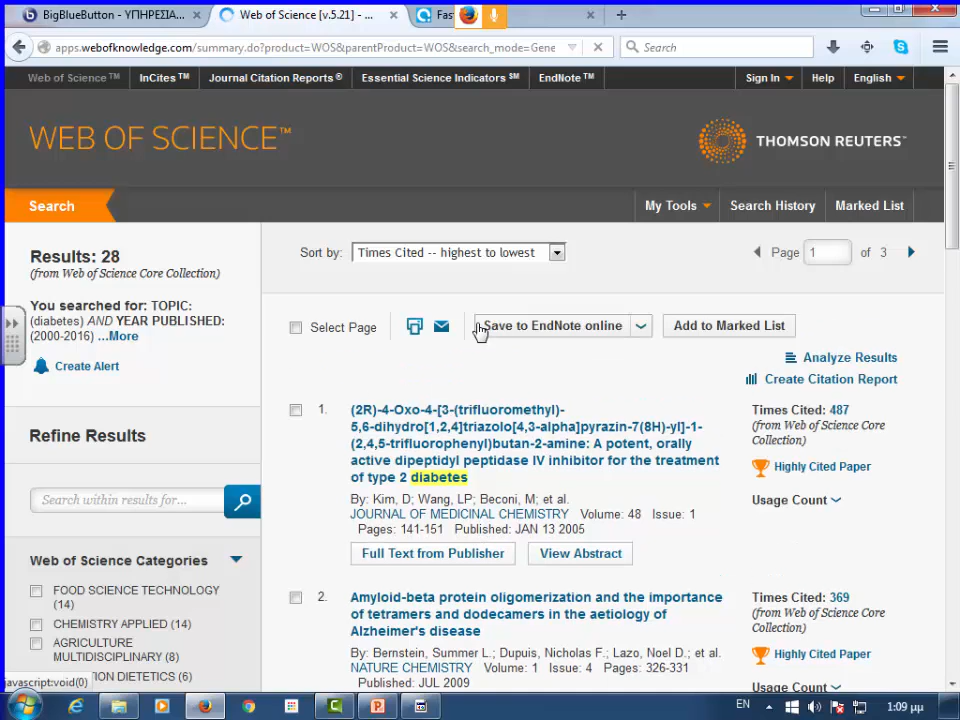 BigBlueButton - ΥΠΗΡΕΣΙΑ...
Web of Science [v.5.21] - ...
Fas
apps.webofknowledge.com/summary.do?product=WOS&parentProduct=WOS&search_mode=Gene
Search
Web of Science™
InCites™
Journal Citation Reports®
Essential Science Indicators℠
EndNote™
Sign In
Help
English
WEB OF SCIENCE™
THOMSON REUTERS™
Search
My Tools
Search History
Marked List
Results: 28
(from Web of Science Core Collection)
You searched for: TOPIC:
(diabetes) AND YEAR PUBLISHED:
(2000-2016) ...More
Create Alert
Refine Results
Search within results for...
Web of Science Categories
FOOD SCIENCE TECHNOLOGY
(14)
CHEMISTRY APPLIED (14)
AGRICULTURE
MULTIDISCIPLINARY (8)
TION DIETETICS (6)
javascript:void(0)
Sort by: Times Cited -- highest to lowest
Page 1 of 3
Select Page
Save to EndNote online
Add to Marked List
Analyze Results
Create Citation Report
1. (2R)-4-Oxo-4-[3-(trifluoromethyl)-
5,6-dihydro[1,2,4]triazolo[4,3-alpha]pyrazin-7(8H)-yl]-1-
(2,4,5-trifluorophenyl)butan-2-amine: A potent, orally
active dipeptidyl peptidase IV inhibitor for the treatment
of type 2 diabetes
By: Kim, D; Wang, LP; Beconi, M; et al.
JOURNAL OF MEDICINAL CHEMISTRY Volume: 48 Issue: 1
Pages: 141-151 Published: JAN 13 2005
Full Text from Publisher
View Abstract
Times Cited: 487
(from Web of Science Core
Collection)
Highly Cited Paper
Usage Count
2. Amyloid-beta protein oligomerization and the importance
of tetramers and dodecamers in the aetiology of
Alzheimer's disease
By: Bernstein, Summer L.; Dupuis, Nicholas F.; Lazo, Noel D.; et al.
NATURE CHEMISTRY Volume: 1 Issue: 4 Pages: 326-331
Published: JUL 2009
Times Cited: 369
(from Web of Science Core
Collection)
Highly Cited Paper
Usage Count
EN
1:09 μμ